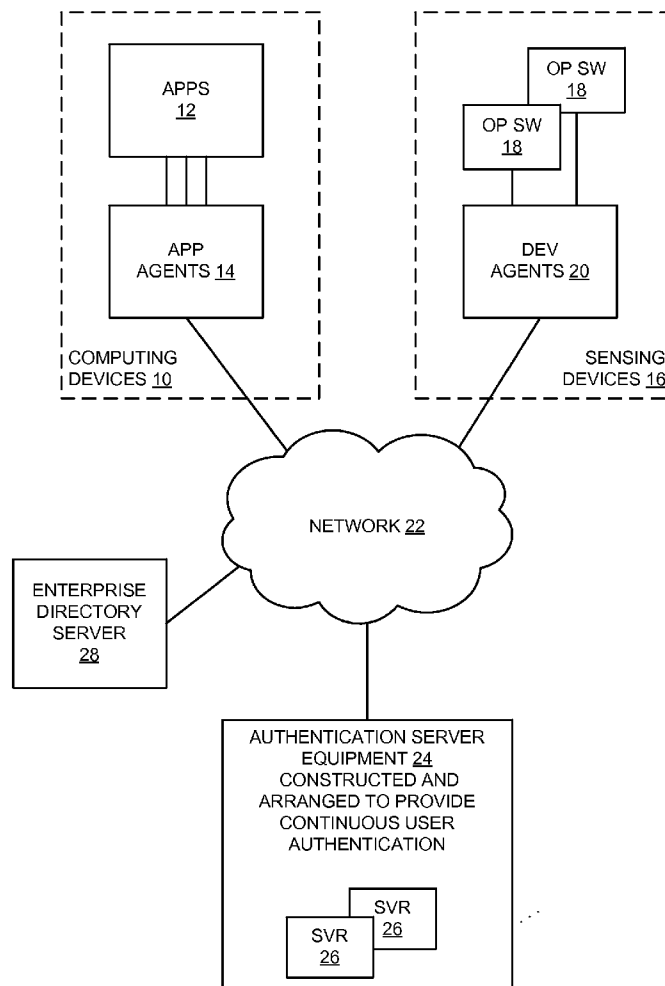 APPS
12
APP
AGENTS 14
COMPUTING
DEVICES 10
OP SW
18
OP SW
18
DEV
AGENTS 20
SENSING
DEVICES 16
NETWORK 22
ENTERPRISE
DIRECTORY
SERVER
28
AUTHENTICATION SERVER
EQUIPMENT 24
CONSTRUCTED AND
ARRANGED TO PROVIDE
CONTINUOUS USER
AUTHENTICATION
SVR
26
SVR
26